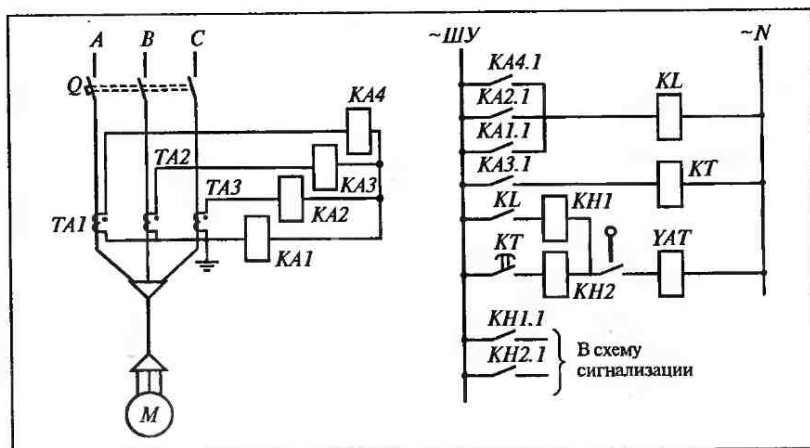 A B C
Q
KA4
TA2
KA3
TA3
KA2
TA1
KA1
M
~ШУ
~N
KA4.1
KL
KA2.1
KA1.1
KA3.1
KT
KL
KH1
KT
KH2
YAT
KH1.1
KH2.1
В схему
сигнализации